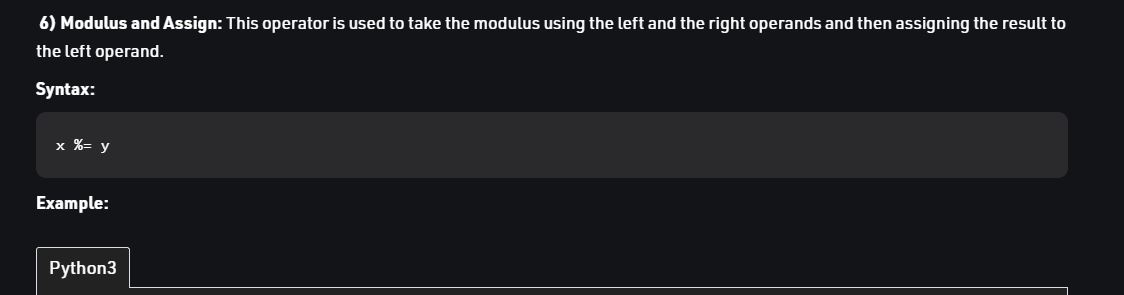 6) Modulus and Assign: This operator is used to take the modulus using the left and the right operands and then assigning the result to
the left operand.
Syntax:
x %= y
Example:
Python3